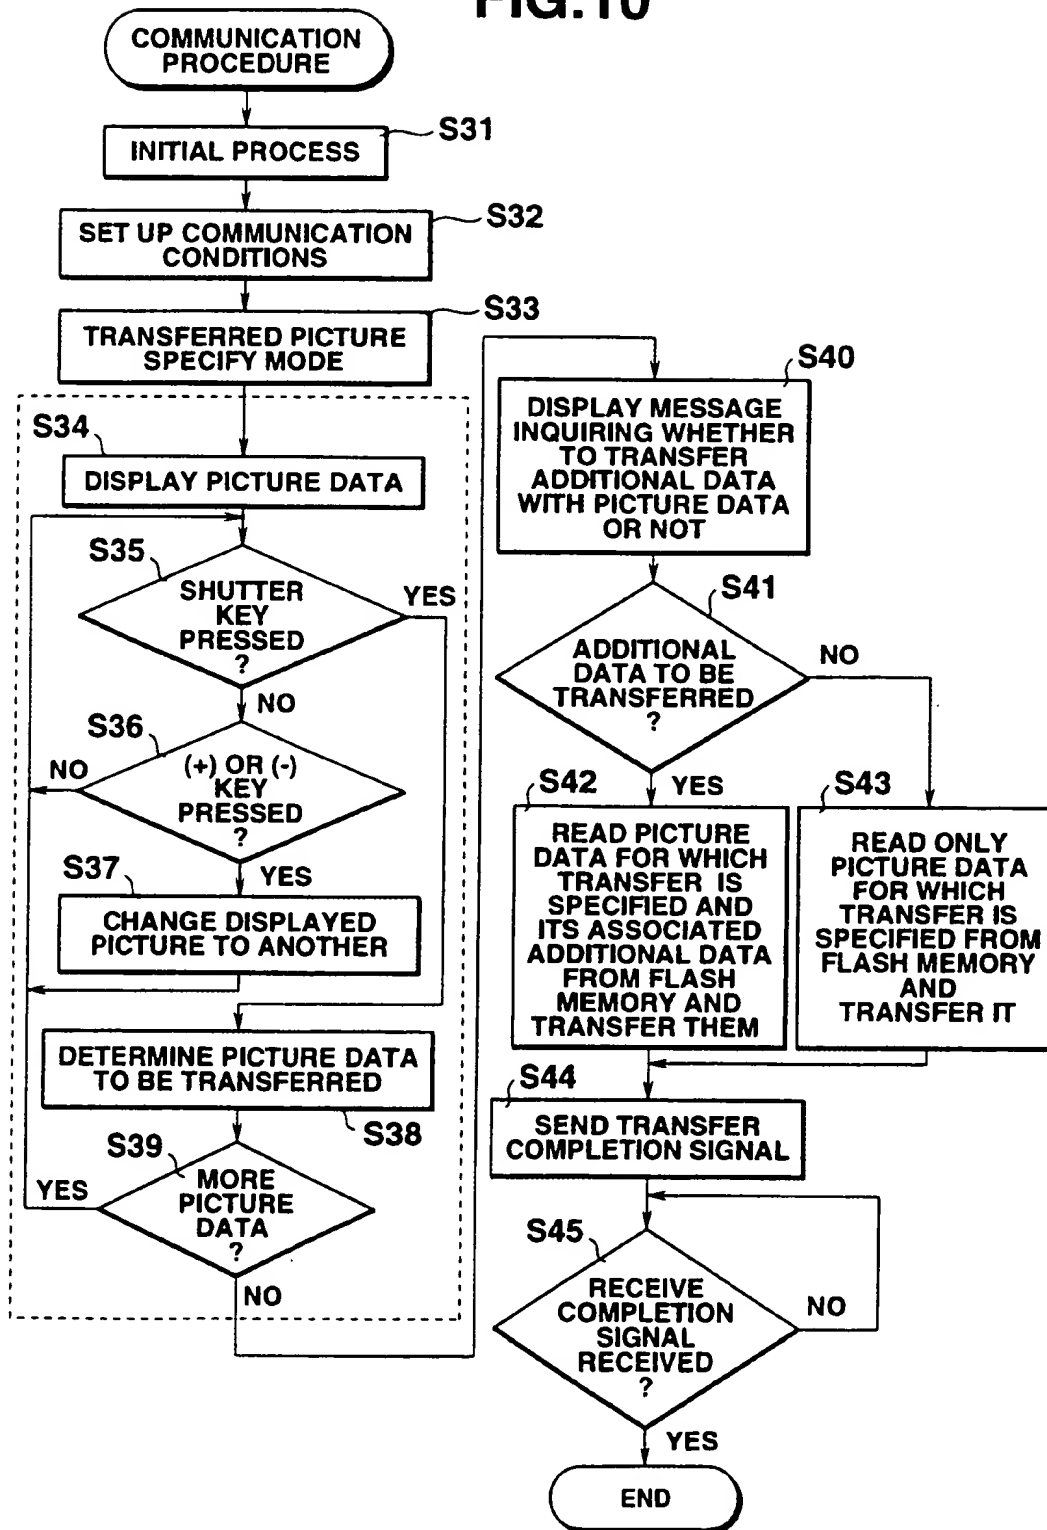 FIG.10
COMMUNICATION
PROCEDURE
S31
INITIAL PROCESS
S32
SET UP COMMUNICATION
CONDITIONS
S33
TRANSFERRED PICTURE
SPECIFY MODE
S34
DISPLAY PICTURE DATA
S35
SHUTTER
KEY
PRESSED
?
YES
NO
S36
(+) OR (-)
KEY
PRESSED
?
NO
YES
S37
CHANGE DISPLAYED
PICTURE TO ANOTHER
DETERMINE PICTURE DATA
TO BE TRANSFERRED
S38
S39
MORE
PICTURE
DATA
?
YES
NO
S40
DISPLAY MESSAGE
INQUIRING WHETHER
TO TRANSFER
ADDITIONAL DATA
WITH PICTURE DATA
OR NOT
S41
ADDITIONAL
DATA TO BE
TRANSFERRED
?
NO
YES
S42
READ PICTURE
DATA FOR WHICH
TRANSFER IS
SPECIFIED AND
ITS ASSOCIATED
ADDITIONAL DATA
FROM FLASH
MEMORY AND
TRANSFER THEM
S43
READ ONLY
PICTURE DATA
FOR WHICH
TRANSFER IS
SPECIFIED FROM
FLASH MEMORY
AND
TRANSFER IT
S44
SEND TRANSFER
COMPLETION SIGNAL
S45
RECEIVE
COMPLETION
SIGNAL
RECEIVED
?
NO
YES
END